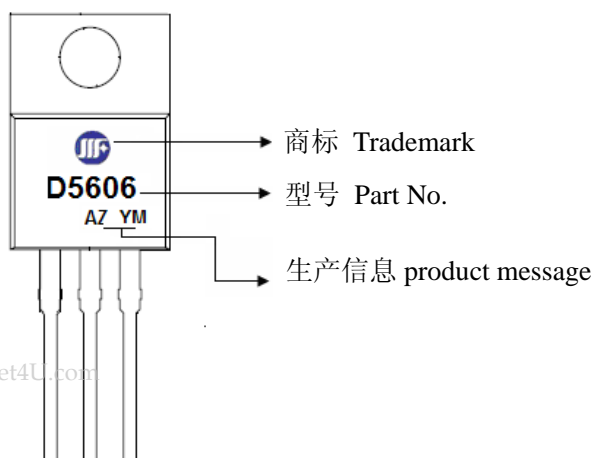 商标 Trademark
D5606
型号 Part No.
AZ YM
生产信息 product message
et4U.com